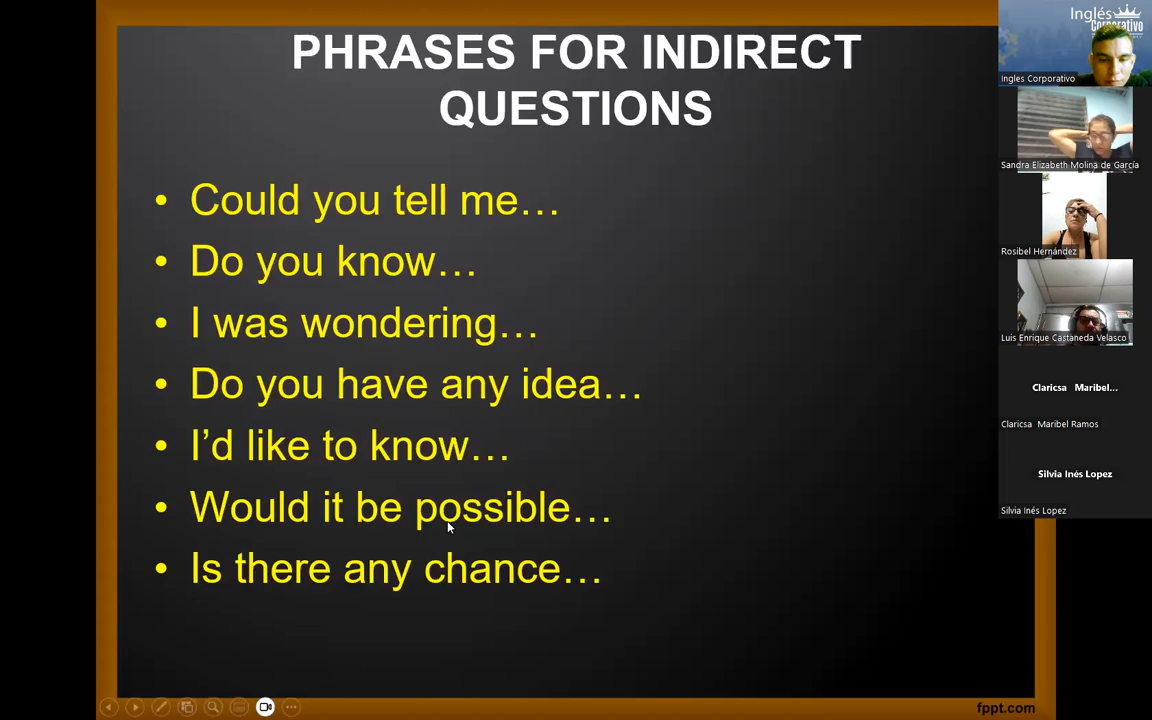 PHRASES FOR INDIRECT
QUESTIONS
• Could you tell me…
• Do you know…
• I was wondering…
• Do you have any idea…
• I’d like to know…
• Would it be possible…
• Is there any chance…
fppt.com
Inglés
Corporativo
Ingles Corporativo
Sandra Elizabeth Molina de García
Rosibel Hernández
Luis Enrique Castaneda Velasco
Claricsa Maribel...
Claricsa Maribel Ramos
Silvia Inés Lopez
Silvia Inés Lopez